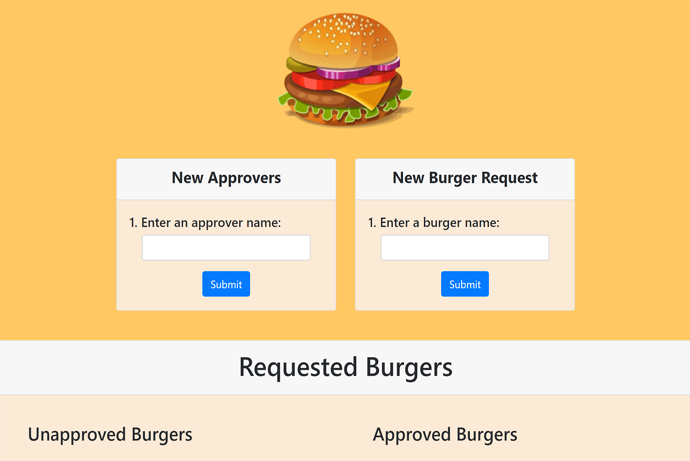 New Approvers
1. Enter an approver name:
Submit
New Burger Request
1. Enter a burger name:
Submit
Requested Burgers
Unapproved Burgers
Approved Burgers